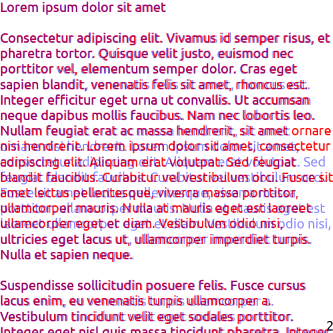 Lorem ipsum dolor sit amet
Consectetur adipiscing elit. Vivamus id semper risus, et
pharetra tortor. Quisque velit justo, euismod nec
porttitor vel, elementum semper dolor. Cras eget
sapien blandit, venenatis felis sit amet, rhoncus est.
Integer efficitur eget urna ut convallis. Ut accumsan
neque dapibus mollis faucibus. Nam nec lobortis leo.
Nullam feugiat erat ac massa hendrerit, sit amet ornare
nisi hendrerit. Lorem ipsum dolor sit amet, consectetur
adipiscing elit. Aliquam erat volutpat. Sed feugiat
blandit faucibus. Curabitur vel vestibulum orci. Fusce sit
amet lectus pellentesque, viverra massa porttitor,
ullamcorper mauris. Nulla at mauris eget est laoreet
ullamcorper eget et diam. Vestibulum odio nisi,
ultricies eget lacus ut, ullamcorper imperdiet turpis.
Nulla et sapien neque.
Suspendisse sollicitudin posuere felis. Fusce cursus
lacus enim, eu venenatis turpis ullamcorper a.
Vestibulum tincidunt velit eget sodales porttitor.
Integer eget nisl quis massa tincidunt pharetra. Integer
2